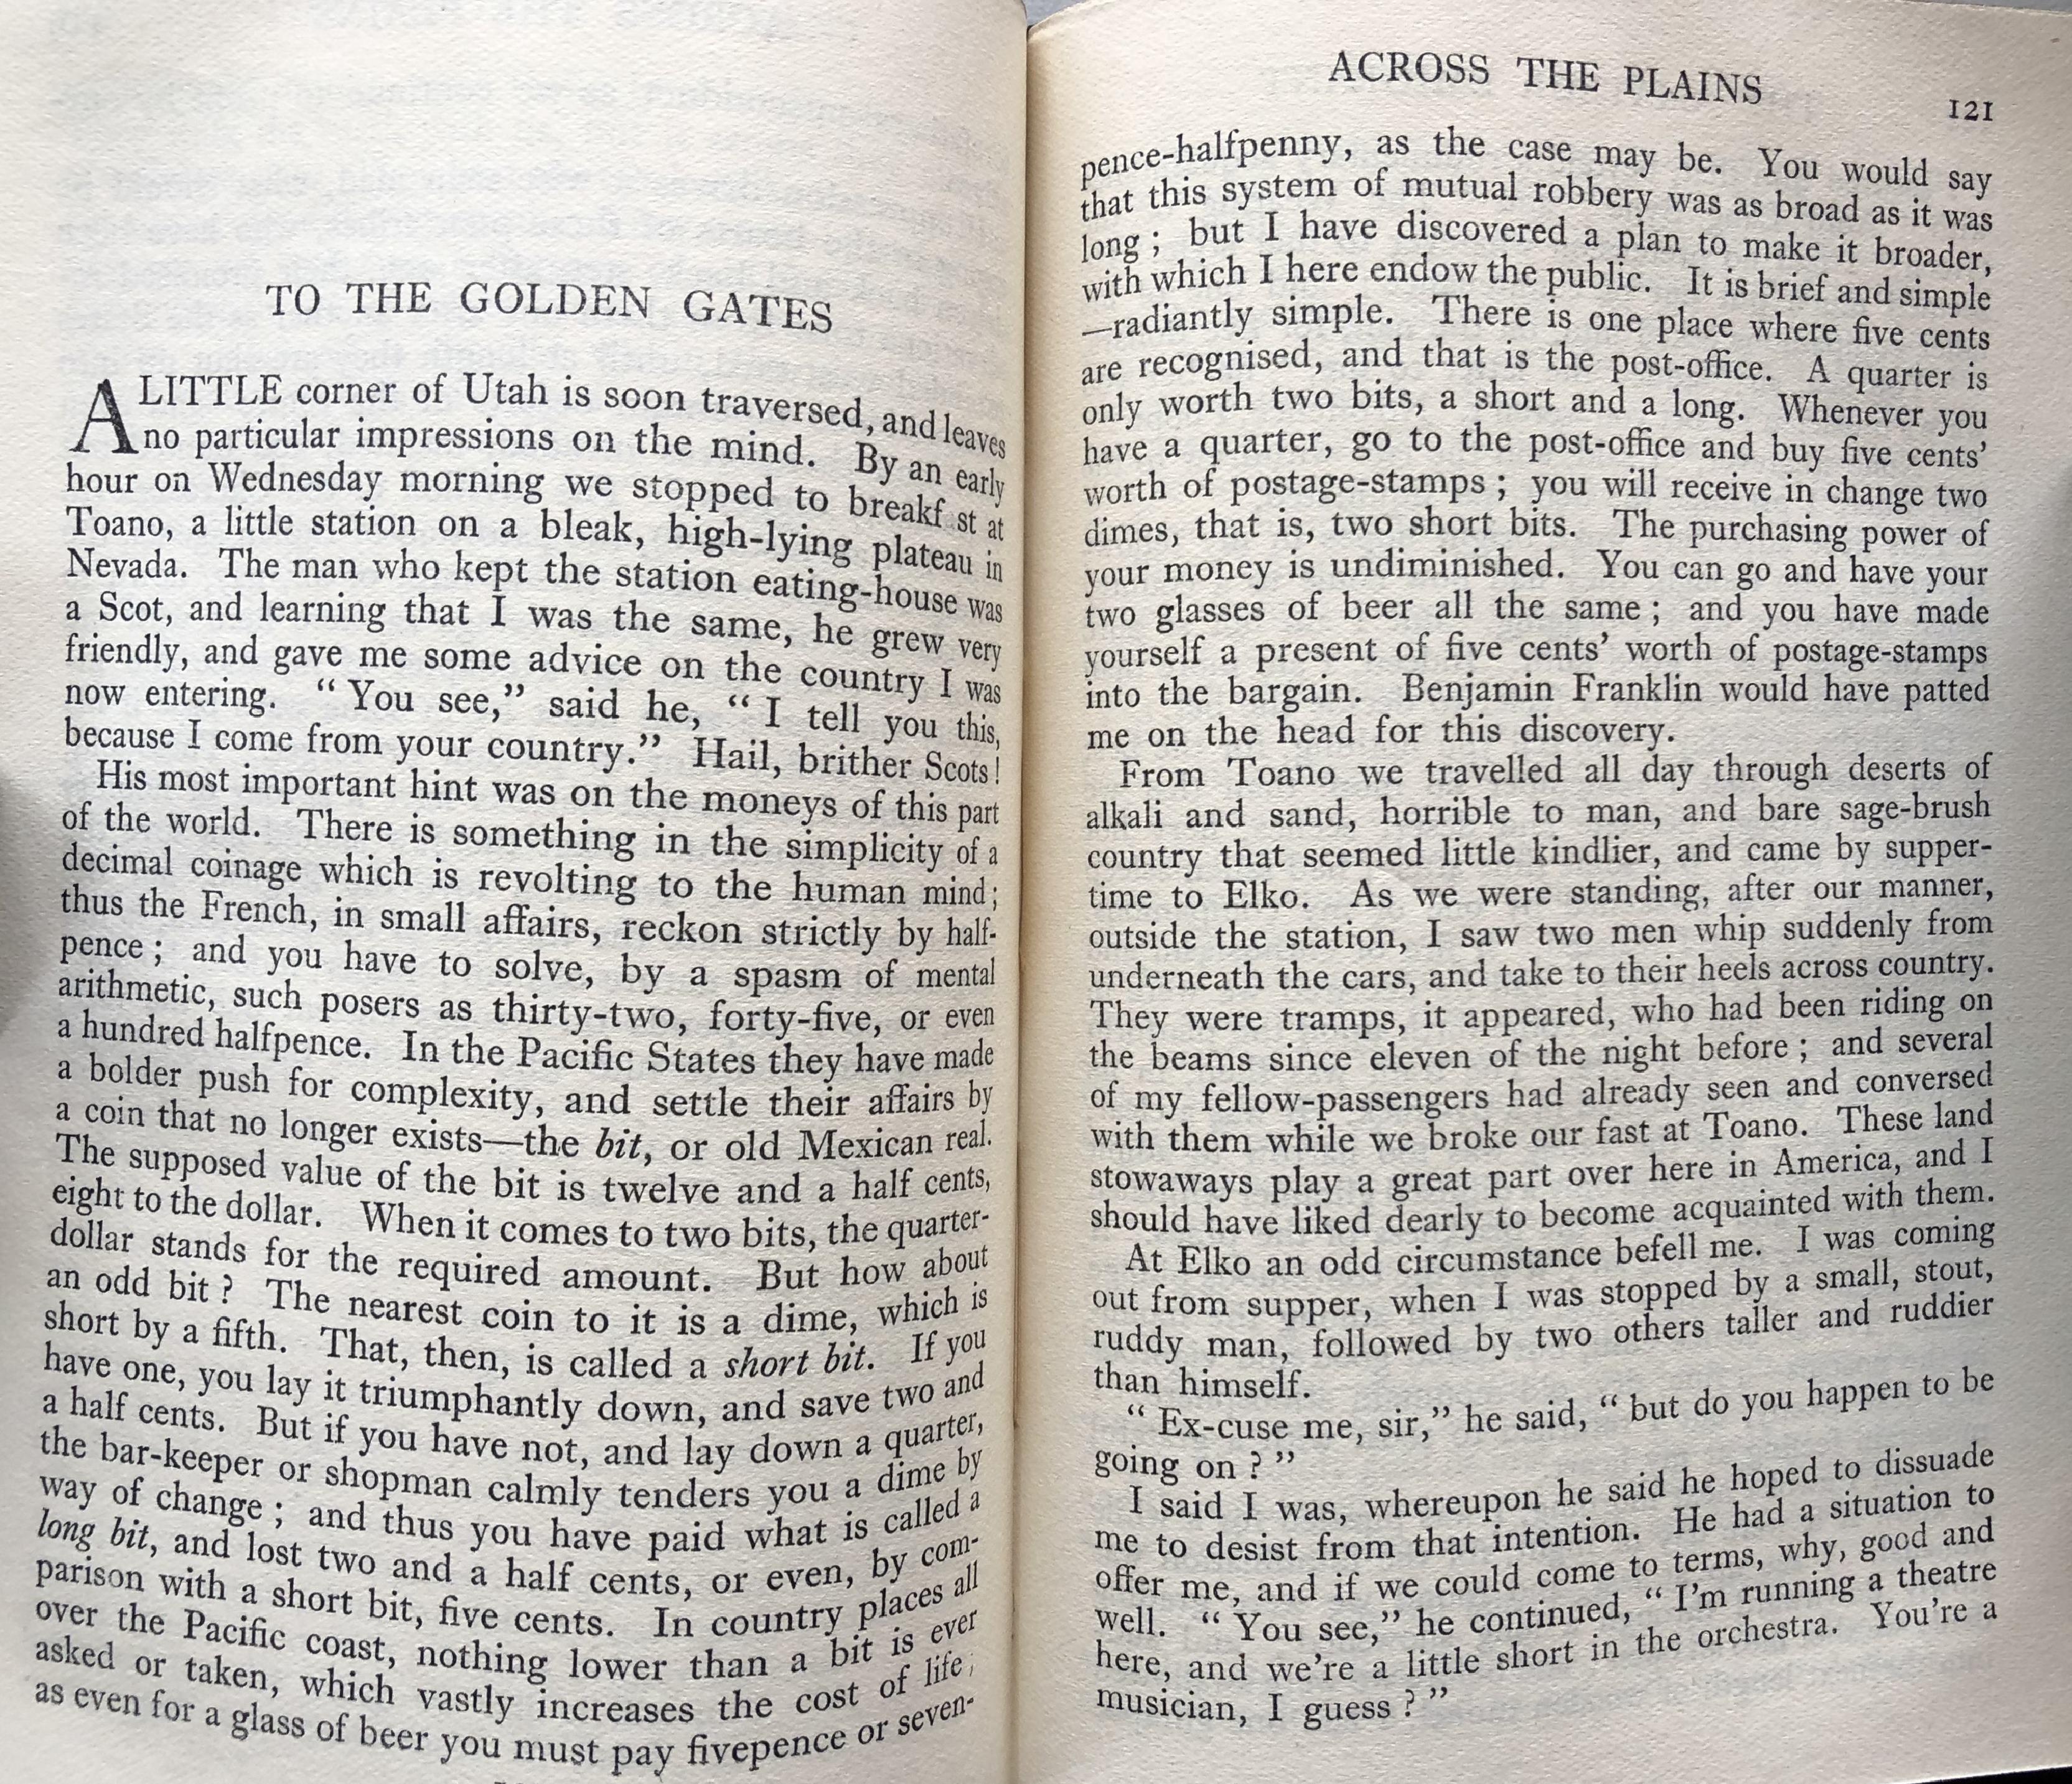 TO THE GOLDEN GATES
A LITTLE corner of Utah is soon traversed, and leaves
no particular impressions on the mind. By an early
hour on Wednesday morning we stopped to breakf st at
Toano, a little station on a bleak, high-lying plateau in
Nevada. The man who kept the station eating-house was
a Scot, and learning that I was the same, he grew very
friendly, and gave me some advice on the country I was
now entering. “ You see,” said he, “ I tell you this,
because I come from your country.” Hail, brither Scots!
His most important hint was on the moneys of this part
of the world. There is something in the simplicity of a
decimal coinage which is revolting to the human mind;
thus the French, in small affairs, reckon strictly by half-
pence ; and you have to solve, by a spasm of mental
arithmetic, such posers as thirty-two, forty-five, or even
a hundred halfpence. In the Pacific States they have made
a bolder push for complexity, and settle their affairs by
a coin that no longer exists—the bit, or old Mexican real.
The supposed value of the bit is twelve and a half cents,
eight to the dollar. When it comes to two bits, the quarter-
dollar stands for the required amount. But how about
an odd bit ? The nearest coin to it is a dime, which is
short by a fifth. That, then, is called a short bit. If you
have one, you lay it triumphantly down, and save two and
a half cents. But if you have not, and lay down a quarter,
the bar-keeper or shopman calmly tenders you a dime by
way of change ; and thus you have paid what is called a
long bit, and lost two and a half cents, or even, by com-
parison with a short bit, five cents. In country places all
over the Pacific coast, nothing lower than a bit is ever
asked or taken, which vastly increases the cost of life;
as even for a glass of beer you must pay fivepence or seven-
ACROSS THE PLAINS
121
pence-halfpenny, as the case may be. You would say
that this system of mutual robbery was as broad as it was
long ; but I have discovered a plan to make it broader,
with which I here endow the public. It is brief and simple
—radiantly simple. There is one place where five cents
are recognised, and that is the post-office. A quarter is
only worth two bits, a short and a long. Whenever you
have a quarter, go to the post-office and buy five cents’
worth of postage-stamps ; you will receive in change two
dimes, that is, two short bits. The purchasing power of
your money is undiminished. You can go and have your
two glasses of beer all the same ; and you have made
yourself a present of five cents’ worth of postage-stamps
into the bargain. Benjamin Franklin would have patted
me on the head for this discovery.
From Toano we travelled all day through deserts of
alkali and sand, horrible to man, and bare sage-brush
country that seemed little kindlier, and came by supper-
time to Elko. As we were standing, after our manner,
outside the station, I saw two men whip suddenly from
underneath the cars, and take to their heels across country.
They were tramps, it appeared, who had been riding on
the beams since eleven of the night before ; and several
of my fellow-passengers had already seen and conversed
with them while we broke our fast at Toano. These land
stowaways play a great part over here in America, and I
should have liked dearly to become acquainted with them.
At Elko an odd circumstance befell me. I was coming
out from supper, when I was stopped by a small, stout,
ruddy man, followed by two others taller and ruddier
than himself.
“ Ex-cuse me, sir,” he said, “ but do you happen to be
going on ? ”
I said I was, whereupon he said he hoped to dissuade
me to desist from that intention. He had a situation to
offer me, and if we could come to terms, why, good and
well. “ You see,” he continued, “ I’m running a theatre
here, and we’re a little short in the orchestra. You’re a
musician, I guess ? ”